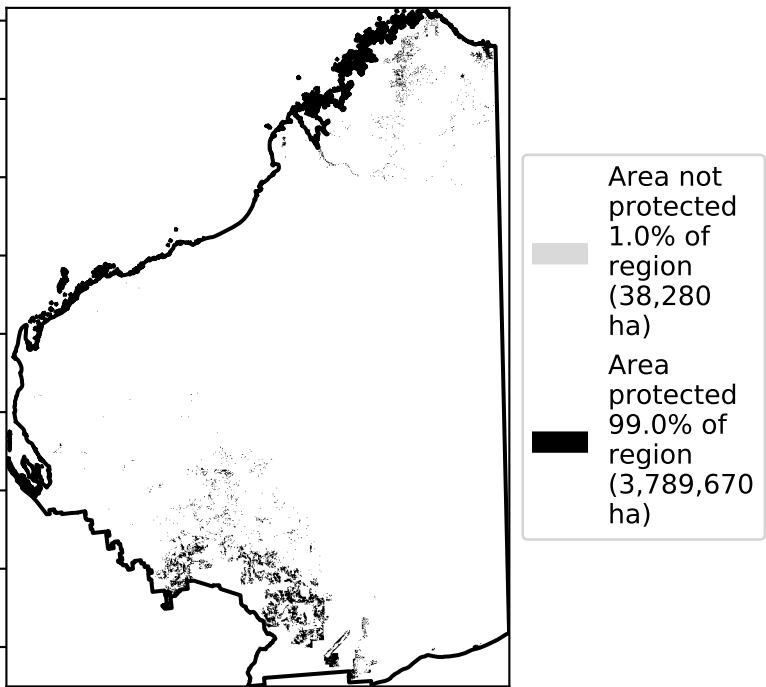 Area not
protected
1.0% of
region
(38,280
ha)
Area
protected
99.0% of
region
(3,789,670
ha)